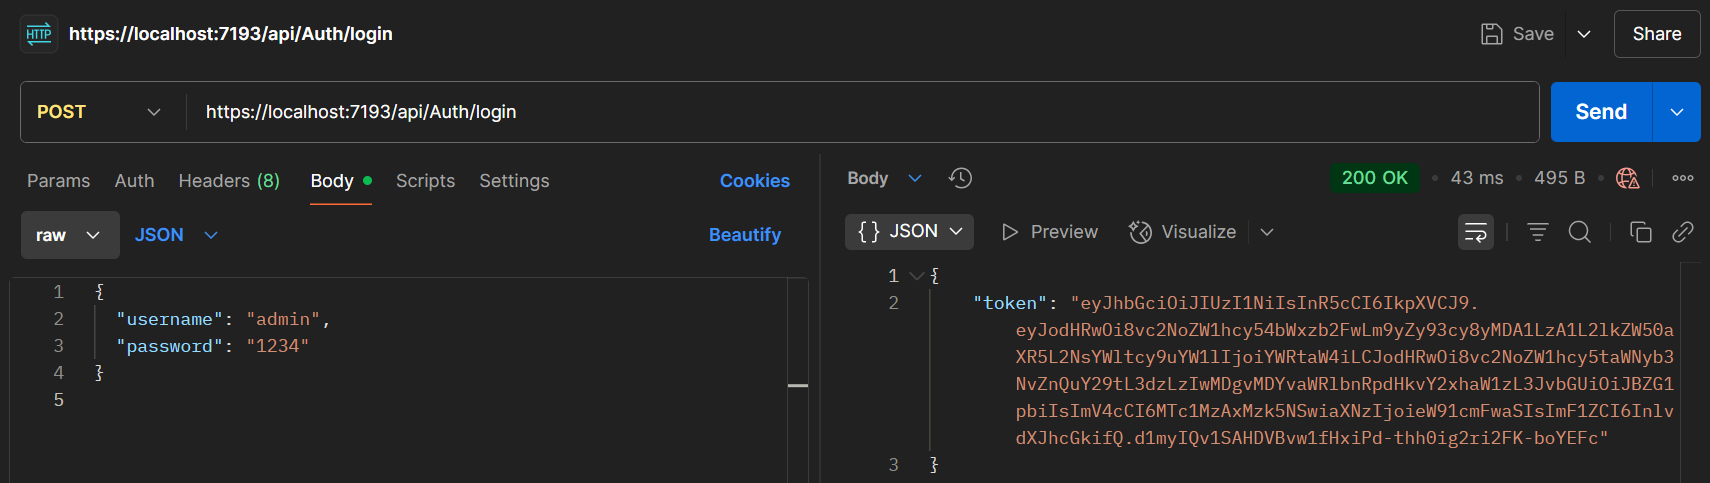 HTTP https://localhost:7193/api/Auth/login
Save
Share
POST
https://localhost:7193/api/Auth/login
Send
Params Auth Headers (8) Body Scripts Settings Cookies
raw JSON Beautify
1 {
2 "username": "admin",
3 "password": "1234"
4 }
5
Body 200 OK • 43 ms • 495 B •
{} JSON Preview Visualize
1 {
2 "token": "eyJhbGciOiJIUzI1NiIsInR5cCI6IkpXVCJ9.
eyJodHRwOi8vc2NoZW1hcy54bWxzb2FwLm9yZy93cy8yMDA1LzA1L2lkZW50a
XR5L2NsYWltcy9uYW1lIjoiYWRtaW4iLCJodHRwOi8vc2NoZW1hcy5taWNyb3
NvZnQuY29tL3dzLzIwMDgvMDYvaWRlbnRpdHkvY2xhaW1zL3JvbGUiOiJBZG1
pbiIsImV4cCI6MTc1MzAxMzk5NSwiaXNzIjoieW91cmFwaSIsImF1ZCI6Inlv
dXJhcGkifQ.d1myIQv1SAHDVBvw1fHxiPd-thh0ig2ri2FK-boYEFc"
3 }